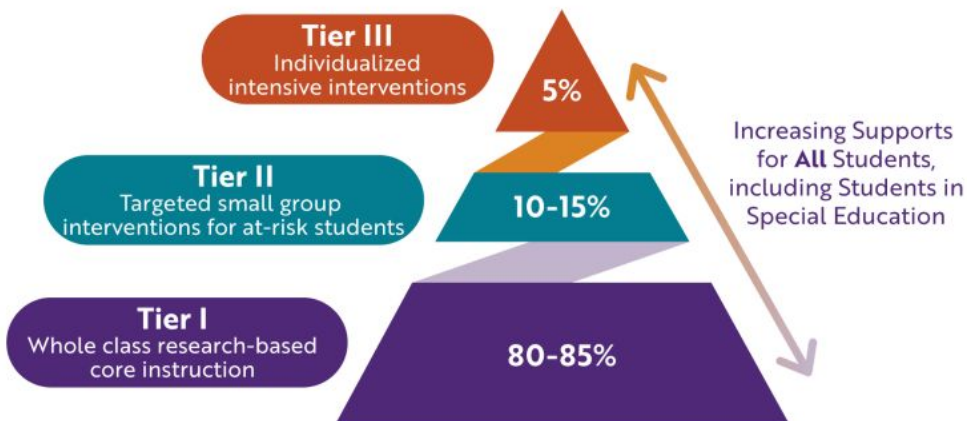 Tier III
Individualized
intensive interventions
5%
Tier II
Targeted small group
interventions for at-risk students
10-15%
Tier I
Whole class research-based
core instruction
80-85%
Increasing Supports
for All Students,
including Students in
Special Education